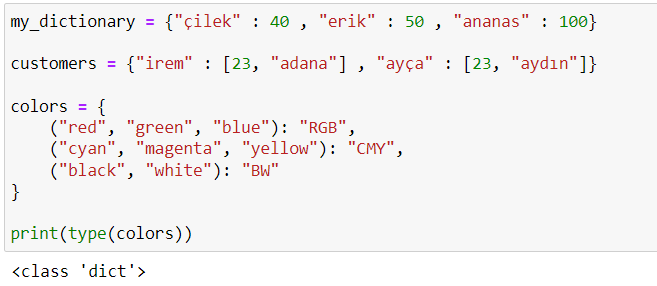 my_dictionary = {"çilek" : 40 , "erik" : 50 , "ananas" : 100}
customers = {"irem" : [23, "adana"] , "ayça" : [23, "aydın"]}
colors = {
    ("red", "green", "blue"): "RGB",
    ("cyan", "magenta", "yellow"): "CMY",
    ("black", "white"): "BW"
}
print(type(colors))
<class 'dict'>